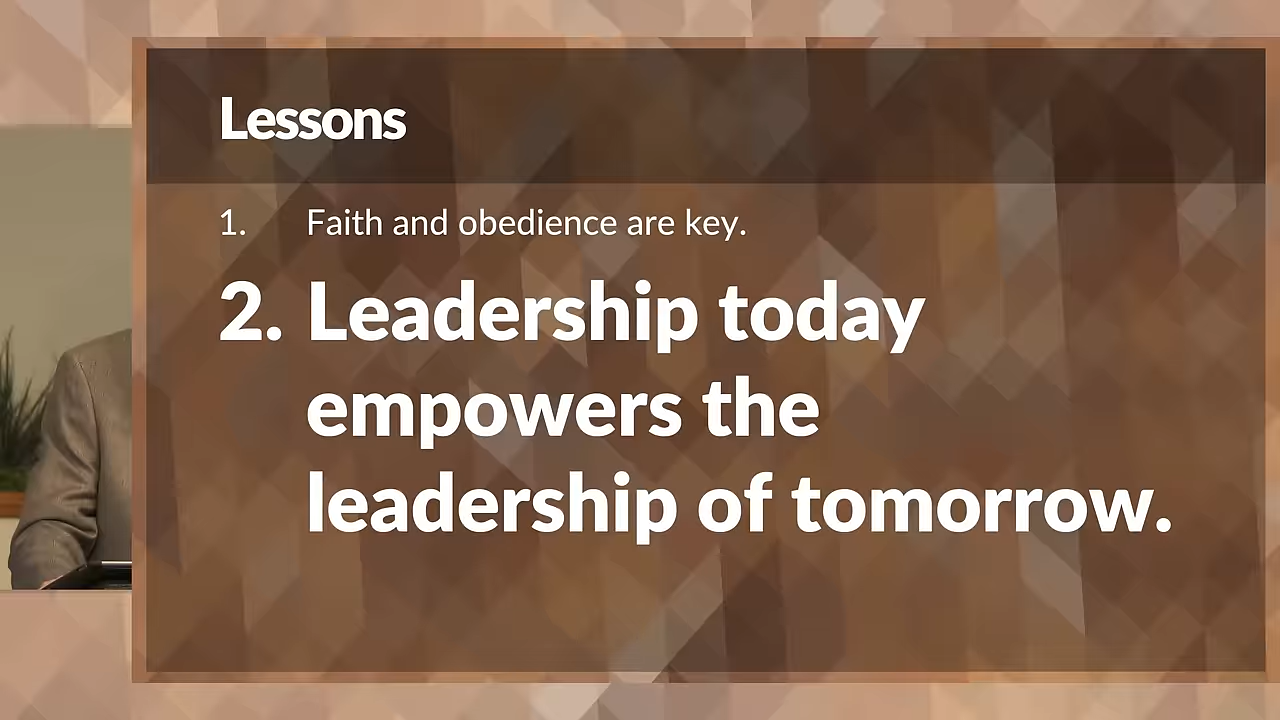 Lessons
1. Faith and obedience are key.
2. Leadership today
empowers the
leadership of tomorrow.